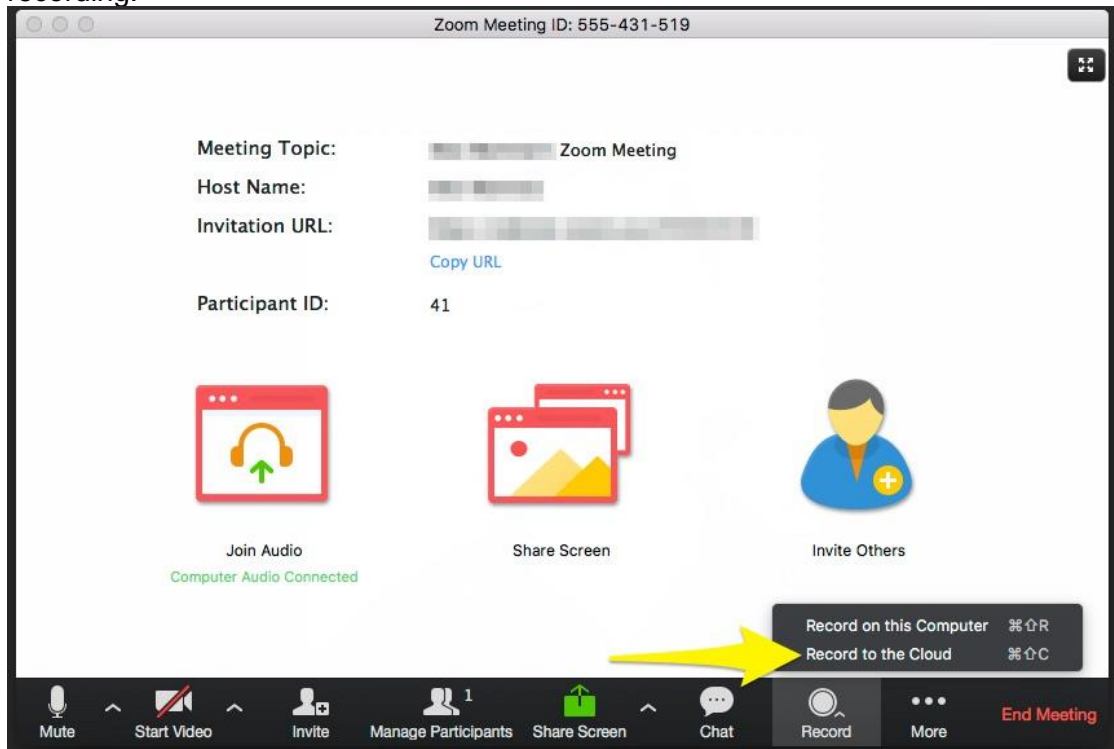 recording.
Zoom Meeting ID: 555-431-519
Meeting Topic: Zoom Meeting
Host Name:
Invitation URL:
Copy URL
Participant ID: 41
Join Audio Share Screen Invite Others
Computer Audio Connected
Record on this Computer ⌘⇧R
Record to the Cloud ⌘⇧C
1
Mute Start Video Invite Manage Participants Share Screen Chat Record More End Meeting